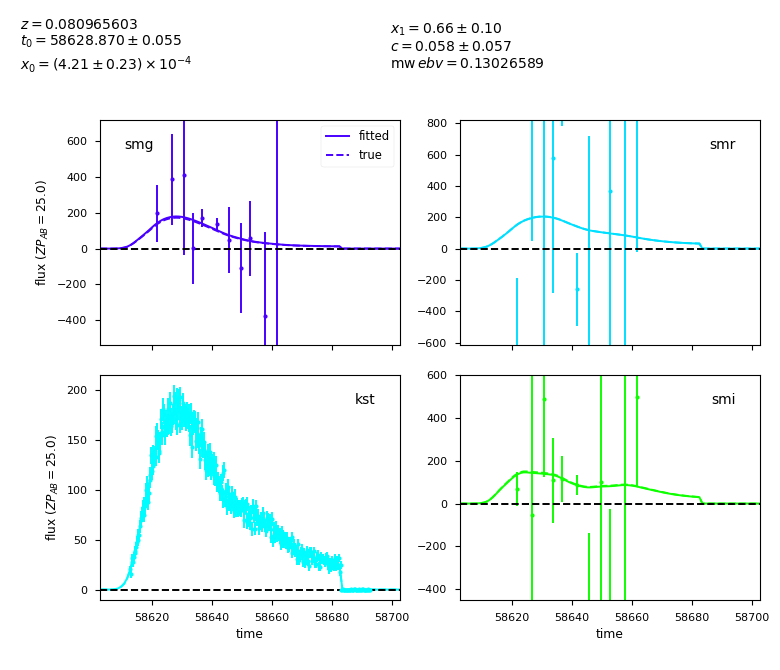 z = 0.080965603
t₀ = 58628.870 ± 0.055
x₀ = (4.21 ± 0.23) × 10⁻⁴
x₁ = 0.66 ± 0.10
c = 0.058 ± 0.057
mw ebv = 0.13026589
smg
fitted
true
600
400
200
0
−200
−400
flux (ZP_AB = 25.0)
smr
800
600
400
200
0
−200
−400
−600
kst
200
150
100
50
0
flux (ZP_AB = 25.0)
58620 58640 58660 58680 58700
time
smi
600
400
200
0
−200
−400
58620 58640 58660 58680 58700
time